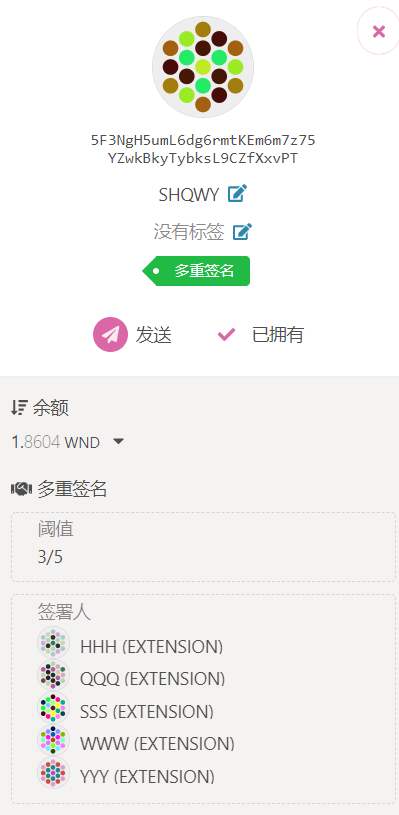 5F3NgH5umL6dg6rmtKEm6m7z75
YZwkBkyTybksL9CZfXxvPT
SHQWY
没有标签
多重签名
发送 已拥有
余额
1.8604 WND
多重签名
阈值
3/5
签署人
HHH (EXTENSION)
QQQ (EXTENSION)
SSS (EXTENSION)
WWW (EXTENSION)
YYY (EXTENSION)